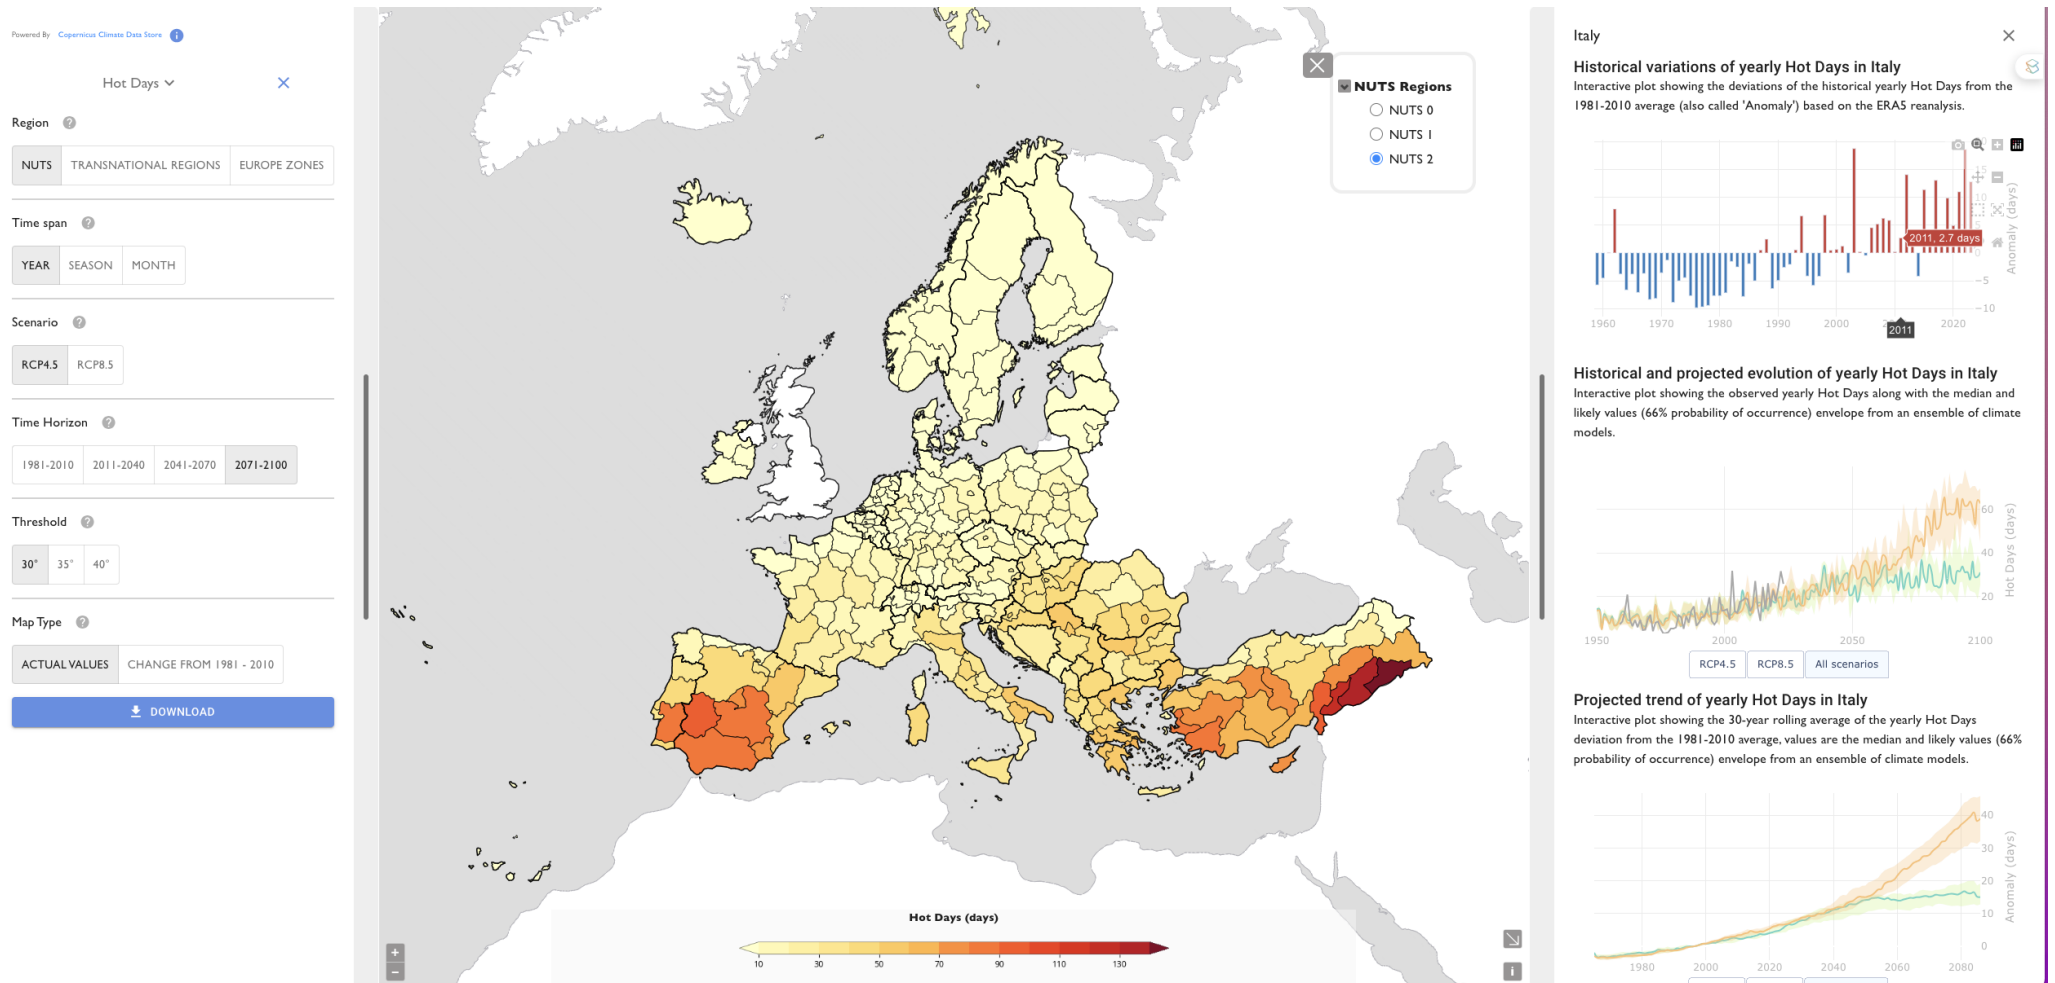 Powered By Copernicus Climate Data Store i
Hot Days
Region ?
NUTS TRANSNATIONAL REGIONS EUROPE ZONES
Time span ?
YEAR SEASON MONTH
Scenario ?
RCP4.5 RCP8.5
Time Horizon ?
1981-2010 2011-2040 2041-2070 2071-2100
Threshold ?
30° 35° 40°
Map Type ?
ACTUAL VALUES CHANGE FROM 1981 - 2010
DOWNLOAD
NUTS Regions
NUTS 0
NUTS 1
NUTS 2
Hot Days (days)
10 30 50 70 90 110 130
+
−
i
Italy
Historical variations of yearly Hot Days in Italy
Interactive plot showing the deviations of the historical yearly Hot Days from the
1981-2010 average (also called 'Anomaly') based on the ERA5 reanalysis.
15
10
2011, 2.7 days
0
−5
−10
Anomaly (days)
1960 1970 1980 1990 2000 2020
2011
Historical and projected evolution of yearly Hot Days in Italy
Interactive plot showing the observed yearly Hot Days along with the median and
likely values (66% probability of occurrence) envelope from an ensemble of climate
models.
60
40
20
Hot Days (days)
1950 2000 2050 2100
RCP4.5 RCP8.5 All scenarios
Projected trend of yearly Hot Days in Italy
Interactive plot showing the 30-year rolling average of the yearly Hot Days
deviation from the 1981-2010 average, values are the median and likely values (66%
probability of occurrence) envelope from an ensemble of climate models.
40
30
20
10
0
Anomaly (days)
1980 2000 2020 2040 2060 2080